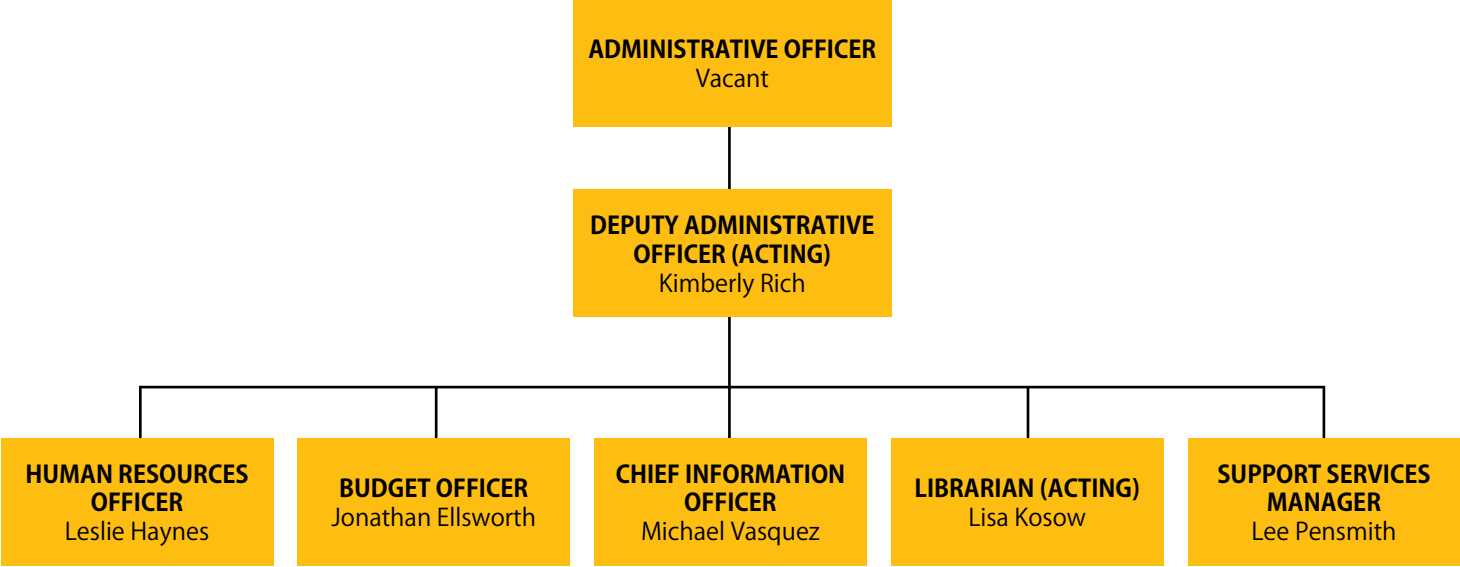 ADMINISTRATIVE OFFICER
Vacant
DEPUTY ADMINISTRATIVE
OFFICER (ACTING)
Kimberly Rich
HUMAN RESOURCES
OFFICER
Leslie Haynes
BUDGET OFFICER
Jonathan Ellsworth
CHIEF INFORMATION
OFFICER
Michael Vasquez
LIBRARIAN (ACTING)
Lisa Kosow
SUPPORT SERVICES
MANAGER
Lee Pensmith